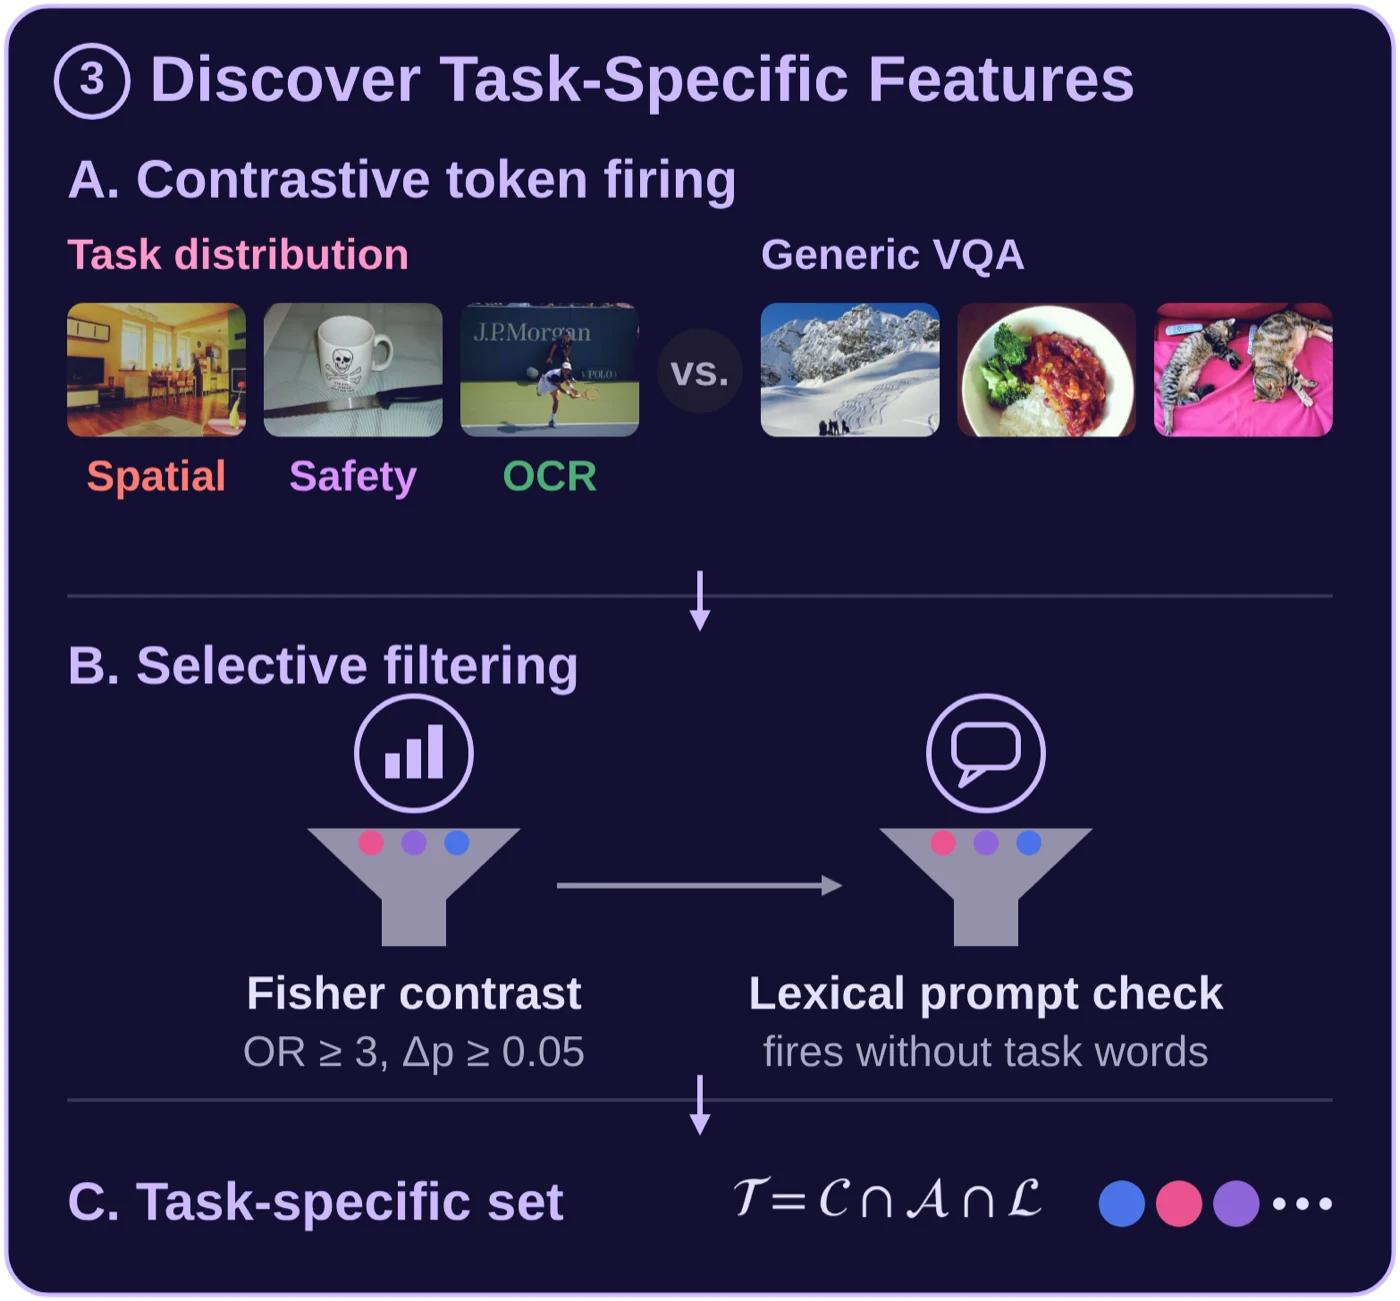 3 Discover Task-Specific Features
A. Contrastive token firing
Task distribution
Generic VQA
J.P.Morgan
POLO
vs.
Spatial
Safety
OCR
B. Selective filtering
Fisher contrast
Lexical prompt check
OR ≥ 3, Δp ≥ 0.05
fires without task words
C. Task-specific set
𝒯 = 𝒞 ∩ 𝒜 ∩ ℒ